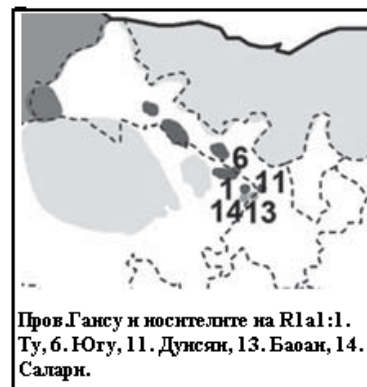 6
1 11
14 13
Пров.Гансу и носителите на R1a1:1.
Ту, 6. Югу, 11. Дунсян, 13. Баоан, 14.
Салари.